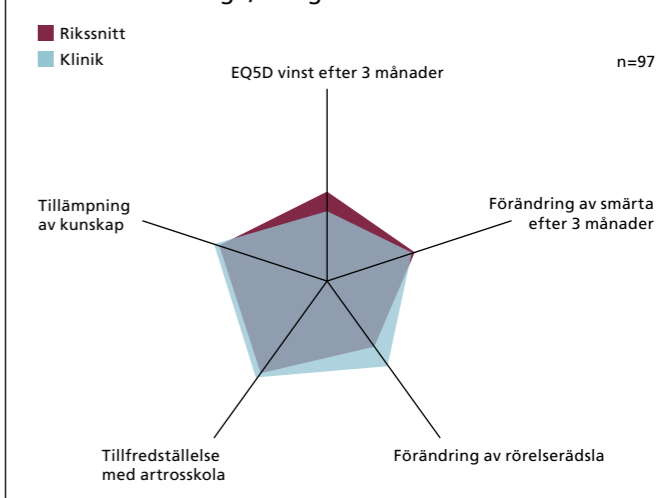 Rikssnitt
Klinik
n=97
EQ5D vinst efter 3 månader
Förändring av smärta
efter 3 månader
Tillämpning
av kunskap
Tillfredställelse
med artrosskola
Förändring av rörelserädsla